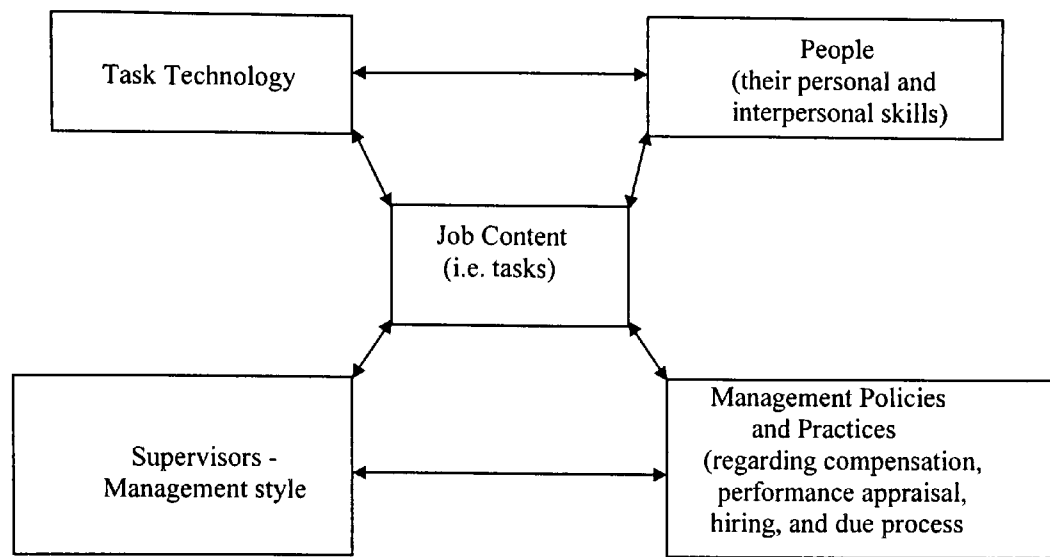 Task Technology
People
(their personal and
interpersonal skills)
Job Content
(i.e. tasks)
Supervisors -
Management style
Management Policies
and Practices
(regarding compensation,
performance appraisal,
hiring, and due process